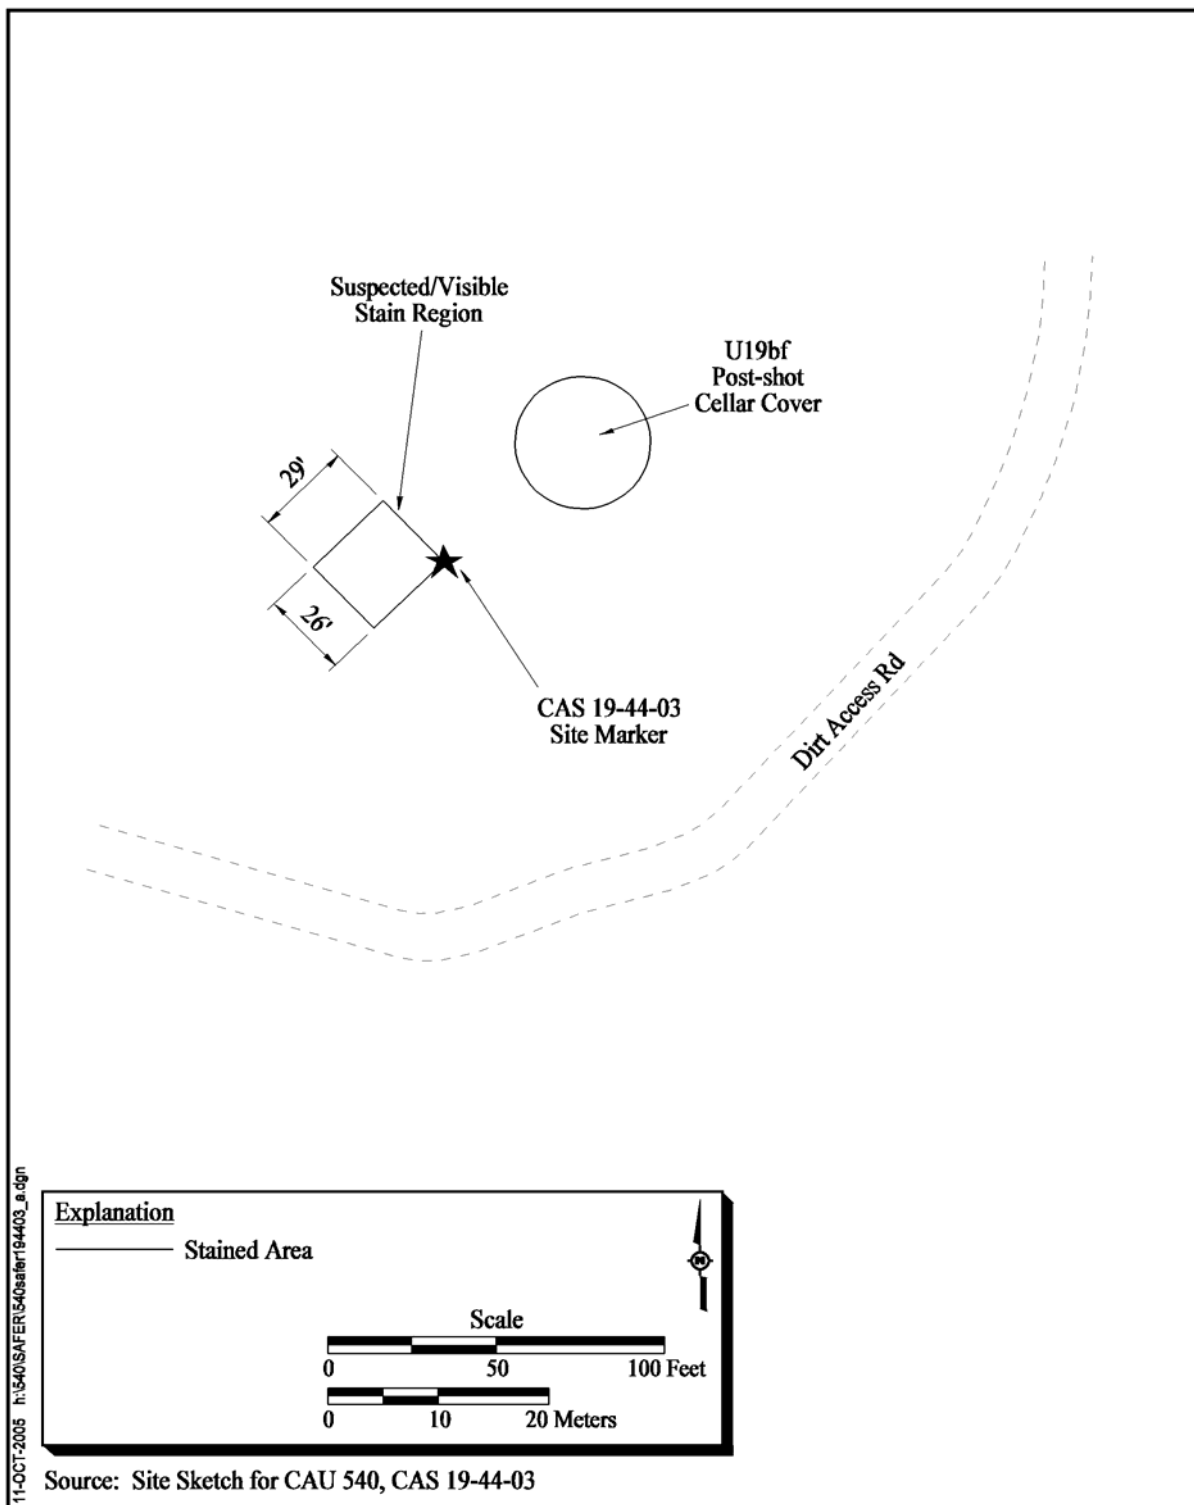 Suspected/Visible
Stain Region
U19bf
Post-shot
Cellar Cover
29'
26'
CAS 19-44-03
Site Marker
Dirt Access Rd
11-OCT-2005 h:\540\SAFER\540safer194403_a.dgn
Explanation
Stained Area
N
Scale
0 50 100 Feet
0 10 20 Meters
Source: Site Sketch for CAU 540, CAS 19-44-03